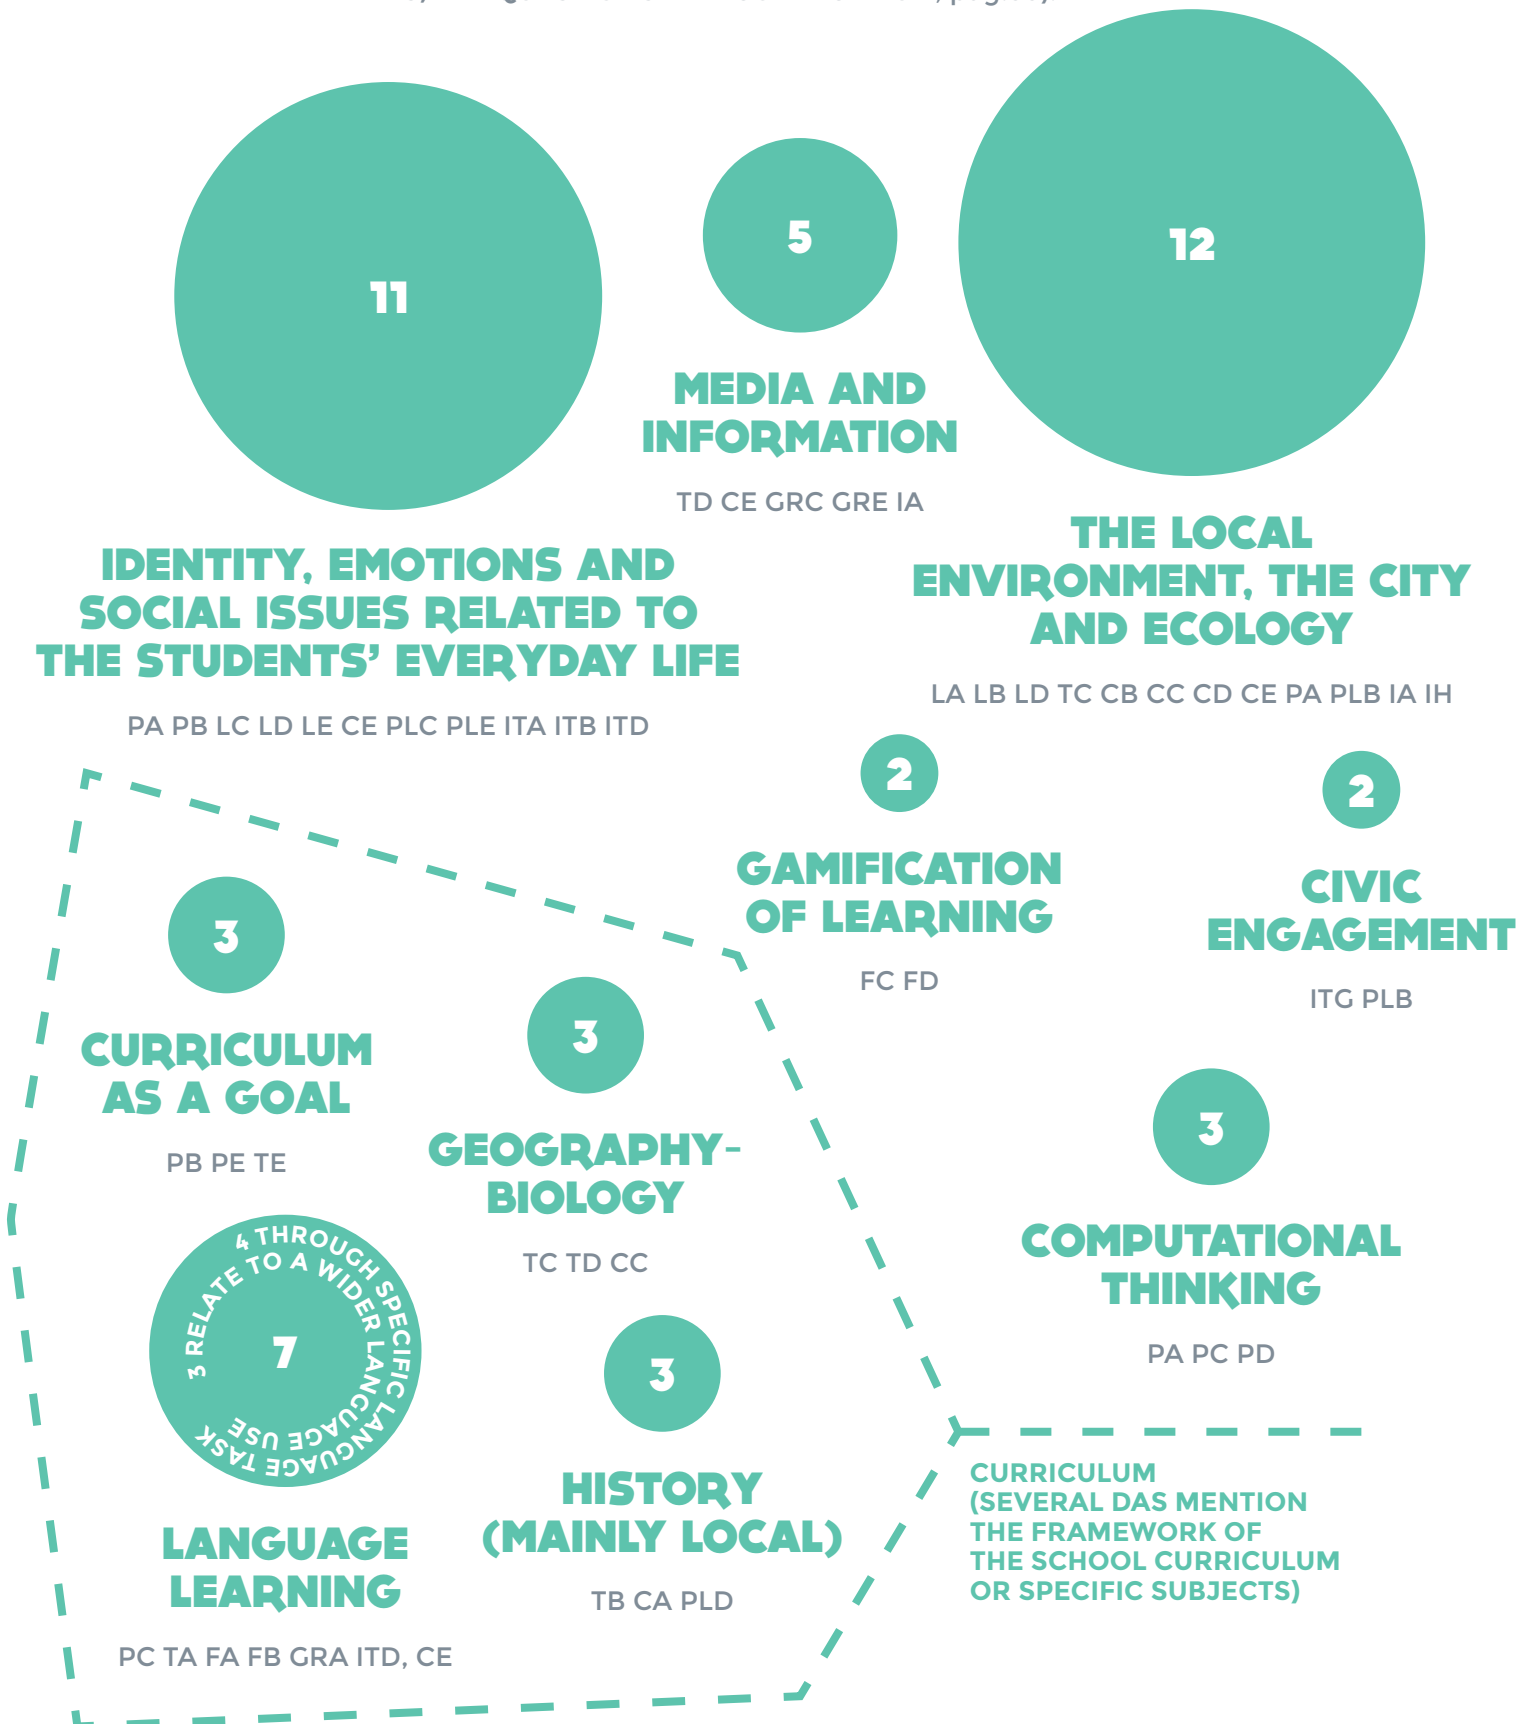 11
5
12
MEDIA AND
INFORMATION
TD CE GRC GRE IA
IDENTITY, EMOTIONS AND
SOCIAL ISSUES RELATED TO
THE STUDENTS’ EVERYDAY LIFE
PA PB LC LD LE CE PLC PLE ITA ITB ITD
THE LOCAL
ENVIRONMENT, THE CITY
AND ECOLOGY
LA LB LD TC CB CC CD CE PA PLB IA IH
2
GAMIFICATION
OF LEARNING
FC FD
2
CIVIC
ENGAGEMENT
ITG PLB
3
CURRICULUM
AS A GOAL
PB PE TE
3
GEOGRAPHY-
BIOLOGY
TC TD CC
3
COMPUTATIONAL
THINKING
PA PC PD
4 THROUGH SPECIFIC LANGUAGE TASK
3 RELATE TO A WIDER LANGUAGE USE
7
LANGUAGE
LEARNING
PC TA FA FB GRA ITD, CE
3
HISTORY
(MAINLY LOCAL)
TB CA PLD
CURRICULUM
(SEVERAL DAS MENTION
THE FRAMEWORK OF
THE SCHOOL CURRICULUM
OR SPECIFIC SUBJECTS)